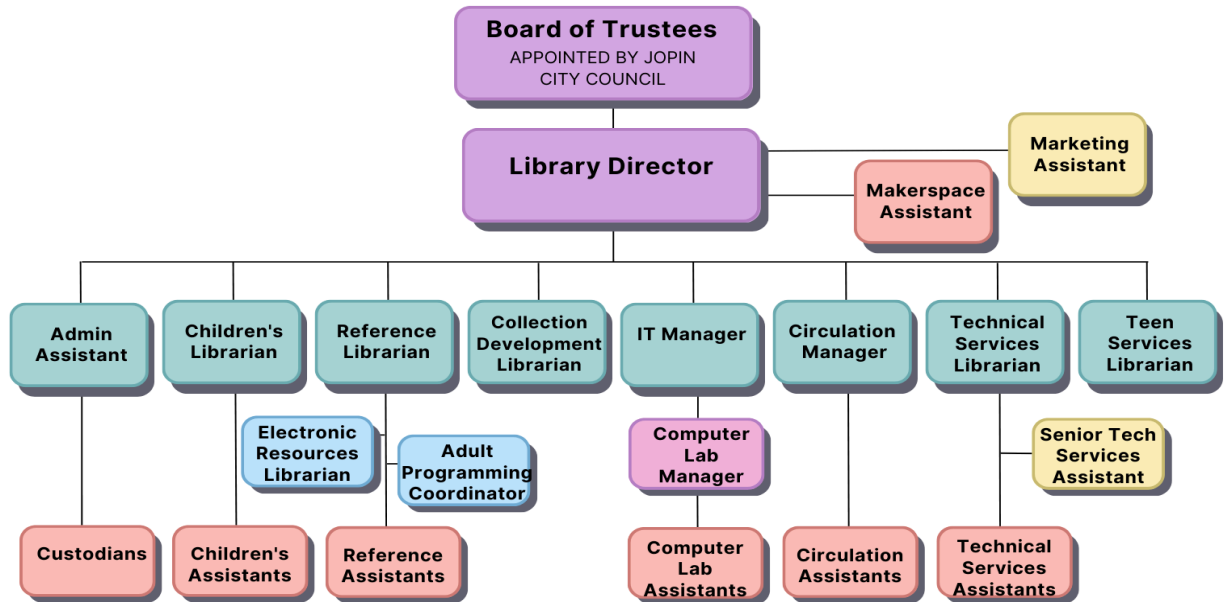 Board of Trustees
APPOINTED BY JOPIN
CITY COUNCIL
Library Director
Marketing
Assistant
Makerspace
Assistant
Admin
Assistant
Children's
Librarian
Reference
Librarian
Collection
Development
Librarian
IT Manager
Circulation
Manager
Technical
Services
Librarian
Teen
Services
Librarian
Electronic
Resources
Librarian
Adult
Programming
Coordinator
Computer
Lab
Manager
Senior Tech
Services
Assistant
Custodians
Children's
Assistants
Reference
Assistants
Computer
Lab
Assistants
Circulation
Assistants
Technical
Services
Assistants